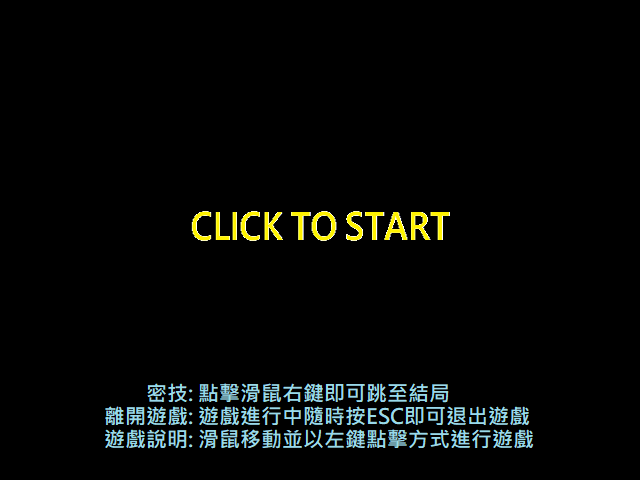 CLICK TO START
密技: 點擊滑鼠右鍵即可跳至結局
離開遊戲: 遊戲進行中隨時按ESC即可退出遊戲
遊戲說明: 滑鼠移動並以左鍵點擊方式進行遊戲